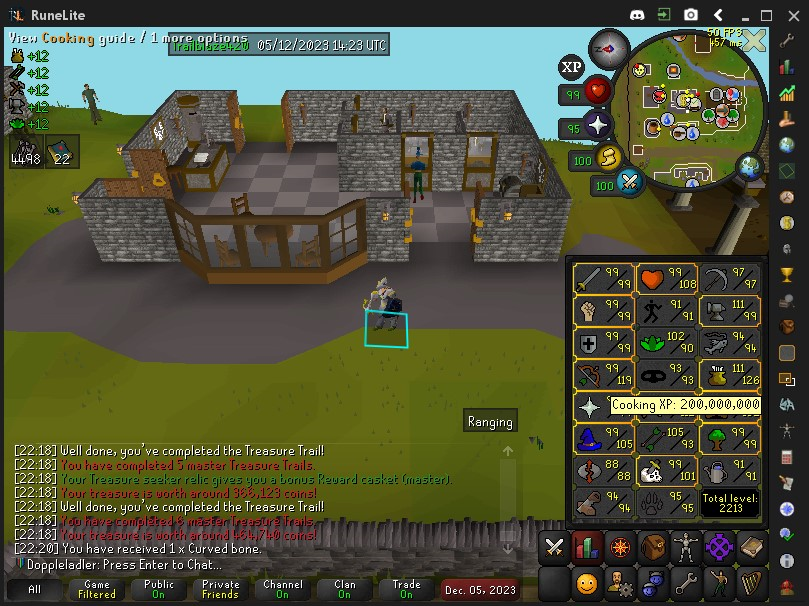 RuneLite
View Cooking guide / 1 more options
Trailblaze420 05/12/2023 14:23 UTC
50 FPS
457 ms
+12
+12
+12
+12
+12
4498
22
XP
99
95
100
100
99/99
99/108
97/97
99/99
91/91
111/99
99/99
102/90
94/94
99/119
93/93
111/126
99
Cooking XP: 200,000,000
99/105
105/93
99/99
88/88
99/101
91/91
94/94
95/95
Total level:
2213
Ranging
[22:18] Well done, you've completed the Treasure Trail!
[22:18] You have completed 5 master Treasure Trails.
[22:18] Your Treasure seeker relic gives you a bonus Reward casket (master).
[22:18] Your treasure is worth around 368,123 coins!
[22:18] Well done, you've completed the Treasure Trail!
[22:18] You have completed 6 master Treasure Trails.
[22:18] Your treasure is worth around 464,740 coins!
[22:20] You have received 1 x Curved bone.
Doppleladler: Press Enter to Chat...
All
Game
Filtered
Public
On
Private
Friends
Channel
On
Clan
On
Trade
On
Dec. 05, 2023